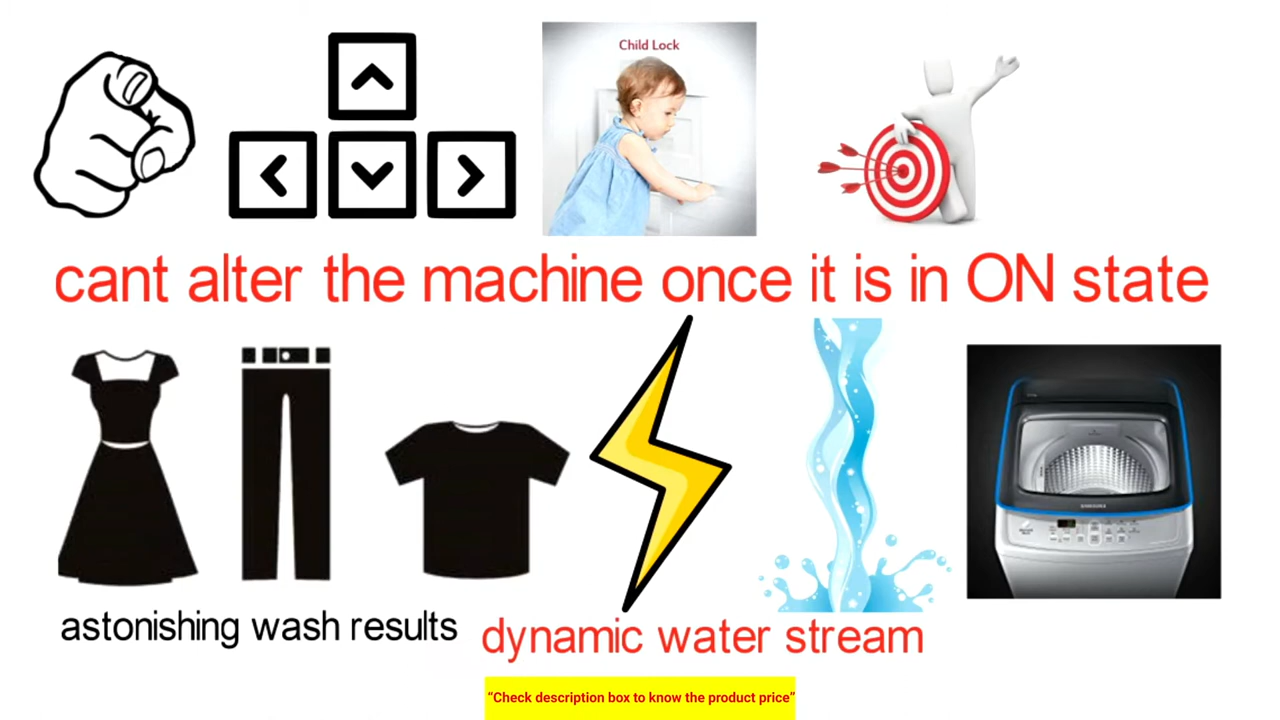 Child Lock
cant alter the machine once it is in ON state
SAMSUNG
astonishing wash results
dynamic water stream
“Check description box to know the product price”